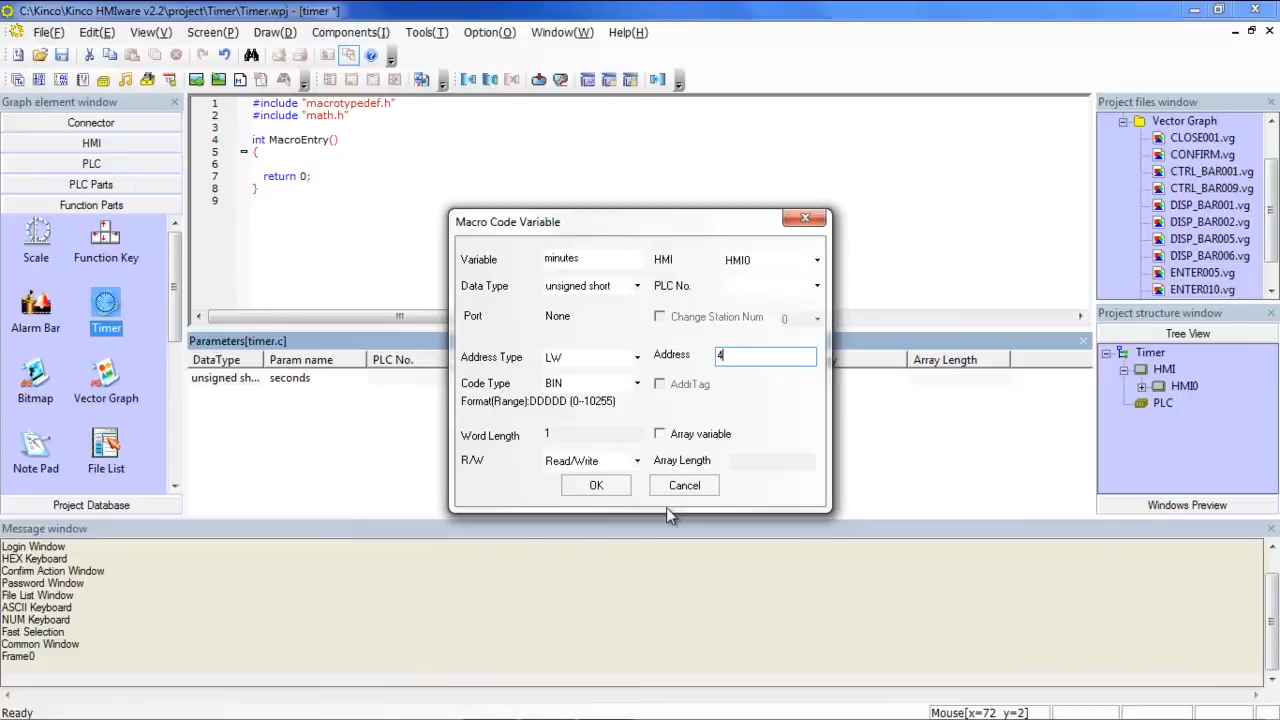 C:\Kinco\Kinco HMIware v2.2\project\Timer\Timer.wpj - [timer *]
File(F) Edit(E) View(V) Screen(P) Draw(D) Components(I) Tools(T) Option(O) Window(W) Help(H)
Graph element window
Connector
HMI
PLC
PLC Parts
Function Parts
Scale Function Key
Alarm Bar Timer
Bitmap Vector Graph
Note Pad File List
Project Database
1 #include "macrotypedef.h"
2 #include "math.h"
3
4 int MacroEntry()
5 {
6
7 return 0;
8 }
9
Parameters[timer.c]
DataType Param name PLC No. Array Length
unsigned sh... seconds
Macro Code Variable
Variable minutes HMI HMI0
Data Type unsigned short PLC No.
Port None Change Station Num 0
Address Type LW Address 4
Code Type BIN AddrTag
Format(Range):DDDDD (0--10255)
Word Length 1 Array variable
R/W Read/Write Array Length
OK Cancel
Project files window
Vector Graph
CLOSE001.vg
CONFIRM.vg
CTRL_BAR001.vg
CTRL_BAR009.vg
DISP_BAR001.vg
DISP_BAR002.vg
DISP_BAR005.vg
DISP_BAR006.vg
ENTER005.vg
ENTER010.vg
Project structure window
Tree View
Timer
HMI
HMI0
PLC
Windows Preview
Message window
Login Window
HEX Keyboard
Confirm Action Window
Password Window
File List Window
ASCII Keyboard
NUM Keyboard
Fast Selection
Common Window
Frame0
Ready Mouse[x=72 y=2]